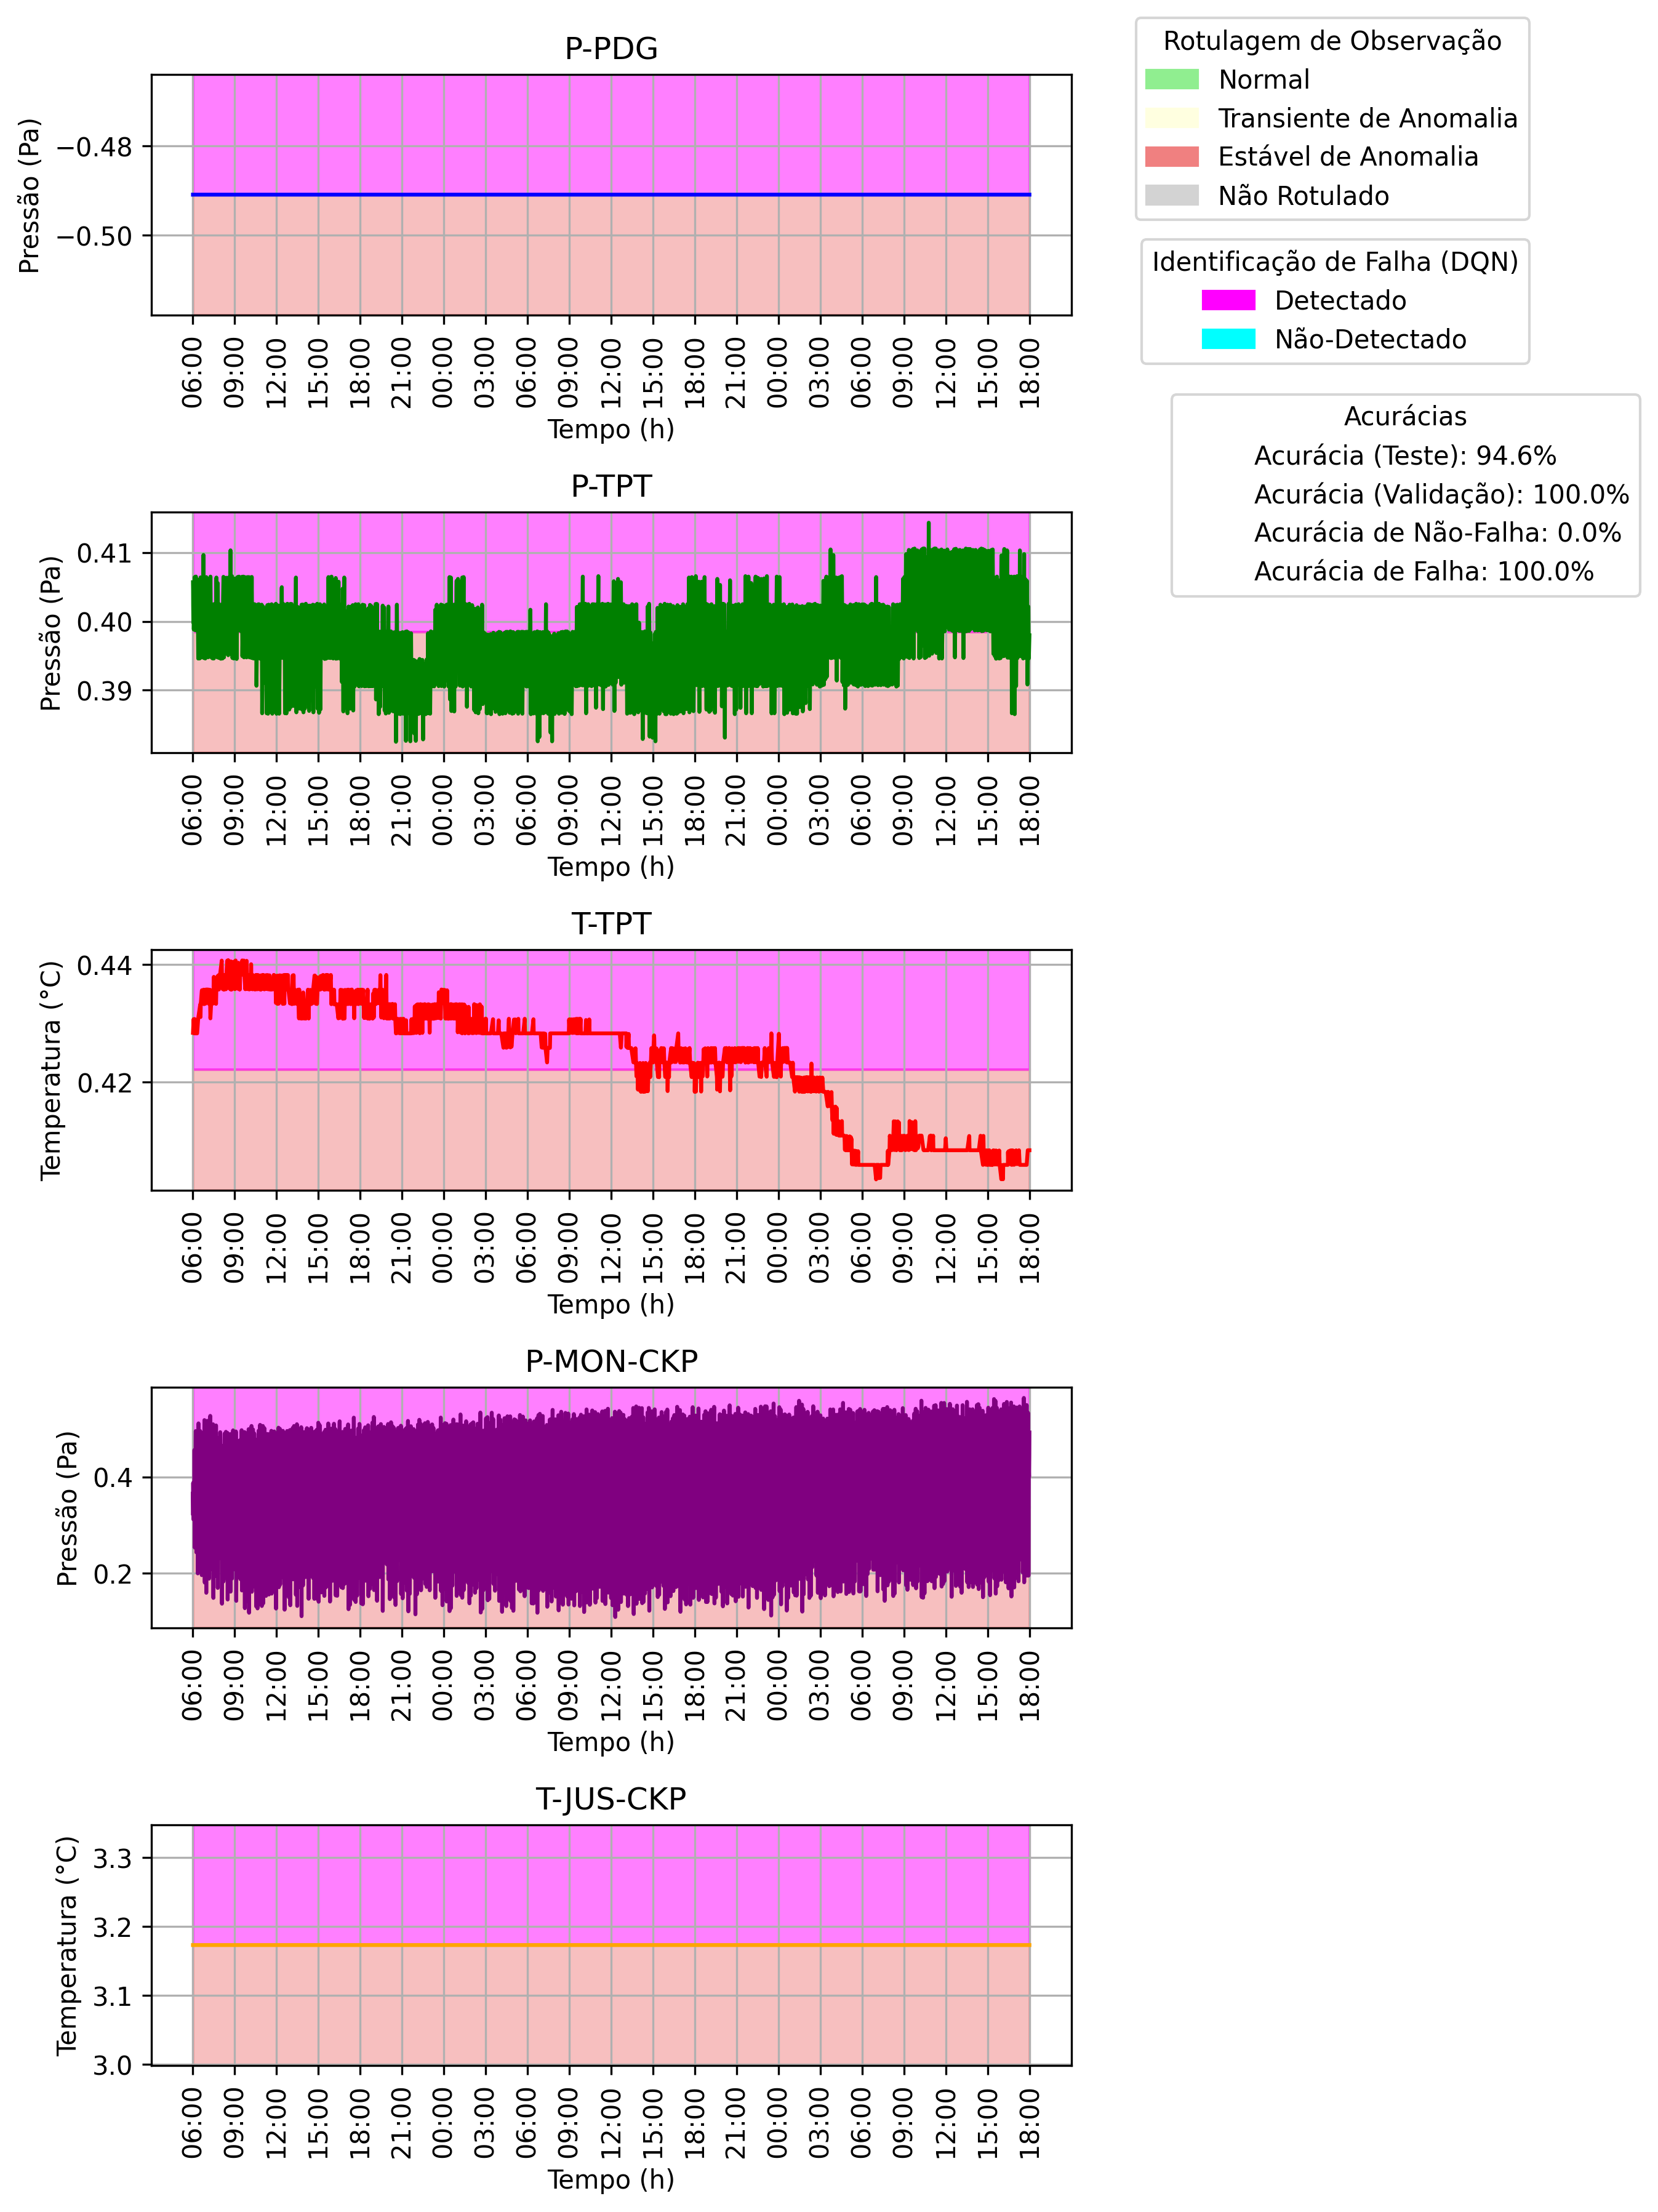 P-PDG
Pressão (Pa)
−0.48
−0.50
06:00 09:00 12:00 15:00 18:00 21:00 00:00 03:00 06:00 09:00 12:00 15:00 18:00 21:00 00:00 03:00 06:00 09:00 12:00 15:00 18:00
Tempo (h)
Rotulagem de Observação
Normal
Transiente de Anomalia
Estável de Anomalia
Não Rotulado
Identificação de Falha (DQN)
Detectado
Não-Detectado
Acurácias
Acurácia (Teste): 94.6%
Acurácia (Validação): 100.0%
Acurácia de Não-Falha: 0.0%
Acurácia de Falha: 100.0%
P-TPT
Pressão (Pa)
0.41
0.40
0.39
06:00 09:00 12:00 15:00 18:00 21:00 00:00 03:00 06:00 09:00 12:00 15:00 18:00 21:00 00:00 03:00 06:00 09:00 12:00 15:00 18:00
Tempo (h)
T-TPT
Temperatura (°C)
0.44
0.42
06:00 09:00 12:00 15:00 18:00 21:00 00:00 03:00 06:00 09:00 12:00 15:00 18:00 21:00 00:00 03:00 06:00 09:00 12:00 15:00 18:00
Tempo (h)
P-MON-CKP
Pressão (Pa)
0.4
0.2
06:00 09:00 12:00 15:00 18:00 21:00 00:00 03:00 06:00 09:00 12:00 15:00 18:00 21:00 00:00 03:00 06:00 09:00 12:00 15:00 18:00
Tempo (h)
T-JUS-CKP
Temperatura (°C)
3.3
3.2
3.1
3.0
06:00 09:00 12:00 15:00 18:00 21:00 00:00 03:00 06:00 09:00 12:00 15:00 18:00 21:00 00:00 03:00 06:00 09:00 12:00 15:00 18:00
Tempo (h)